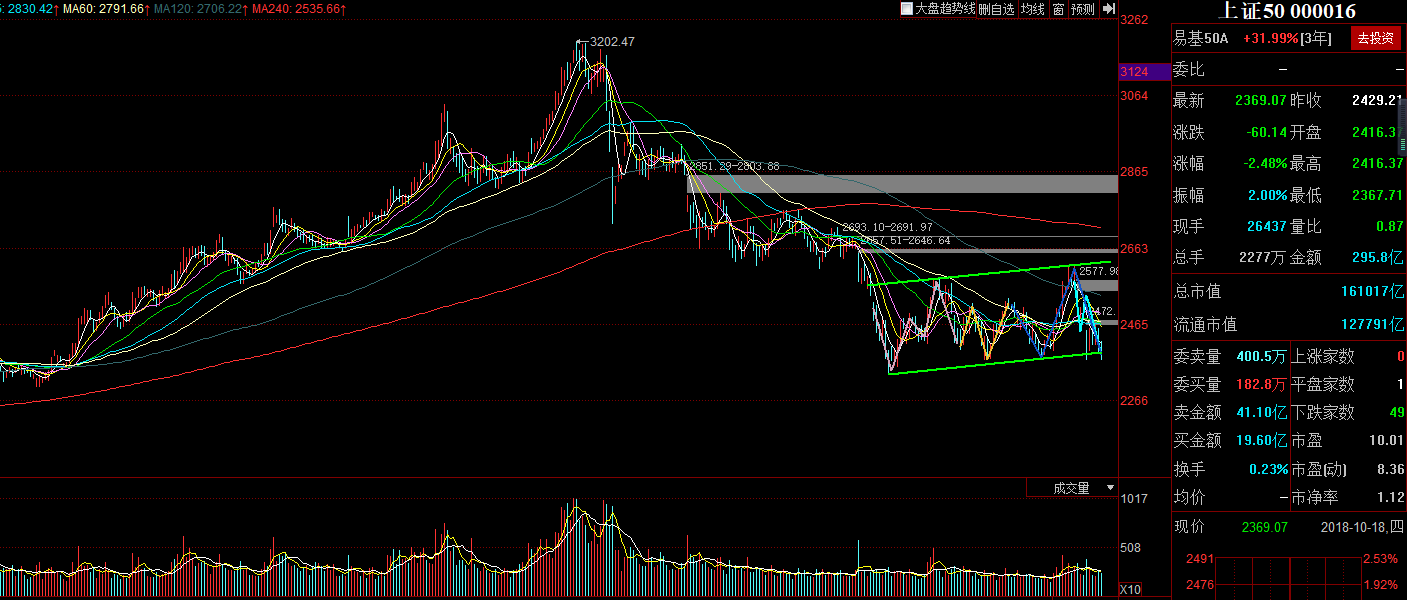 5: 2830.42↑ MA60: 2791.66↑ MA120: 2706.22↑ MA240: 2535.66↑
大盘趋势线 删自选 均线 窗 预测
3202.47
2851.29-2803.88
2693.10-2691.97
2657.51-2646.64
2577.98
2472.
3262
3124
3064
2865
2663
2465
2266
成交量
1017
508
X10
上证50 000016
易基50A +31.99%[3年] 去投资
委比 — —
最新 2369.07 昨收 2429.21
涨跌 -60.14 开盘 2416.37
涨幅 -2.48% 最高 2416.37
振幅 2.00% 最低 2367.71
现手 26437 量比 0.87
总手 2277万 金额 295.8亿
总市值 161017亿
流通市值 127791亿
委卖量 400.5万 上涨家数 0
委买量 182.8万 平盘家数 1
卖金额 41.10亿 下跌家数 49
买金额 19.60亿 市盈 10.01
换手 0.23% 市盈(动) 8.36
均价 — 市净率 1.12
现价 2369.07 2018-10-18,四
2491 2.53%
2476 1.92%